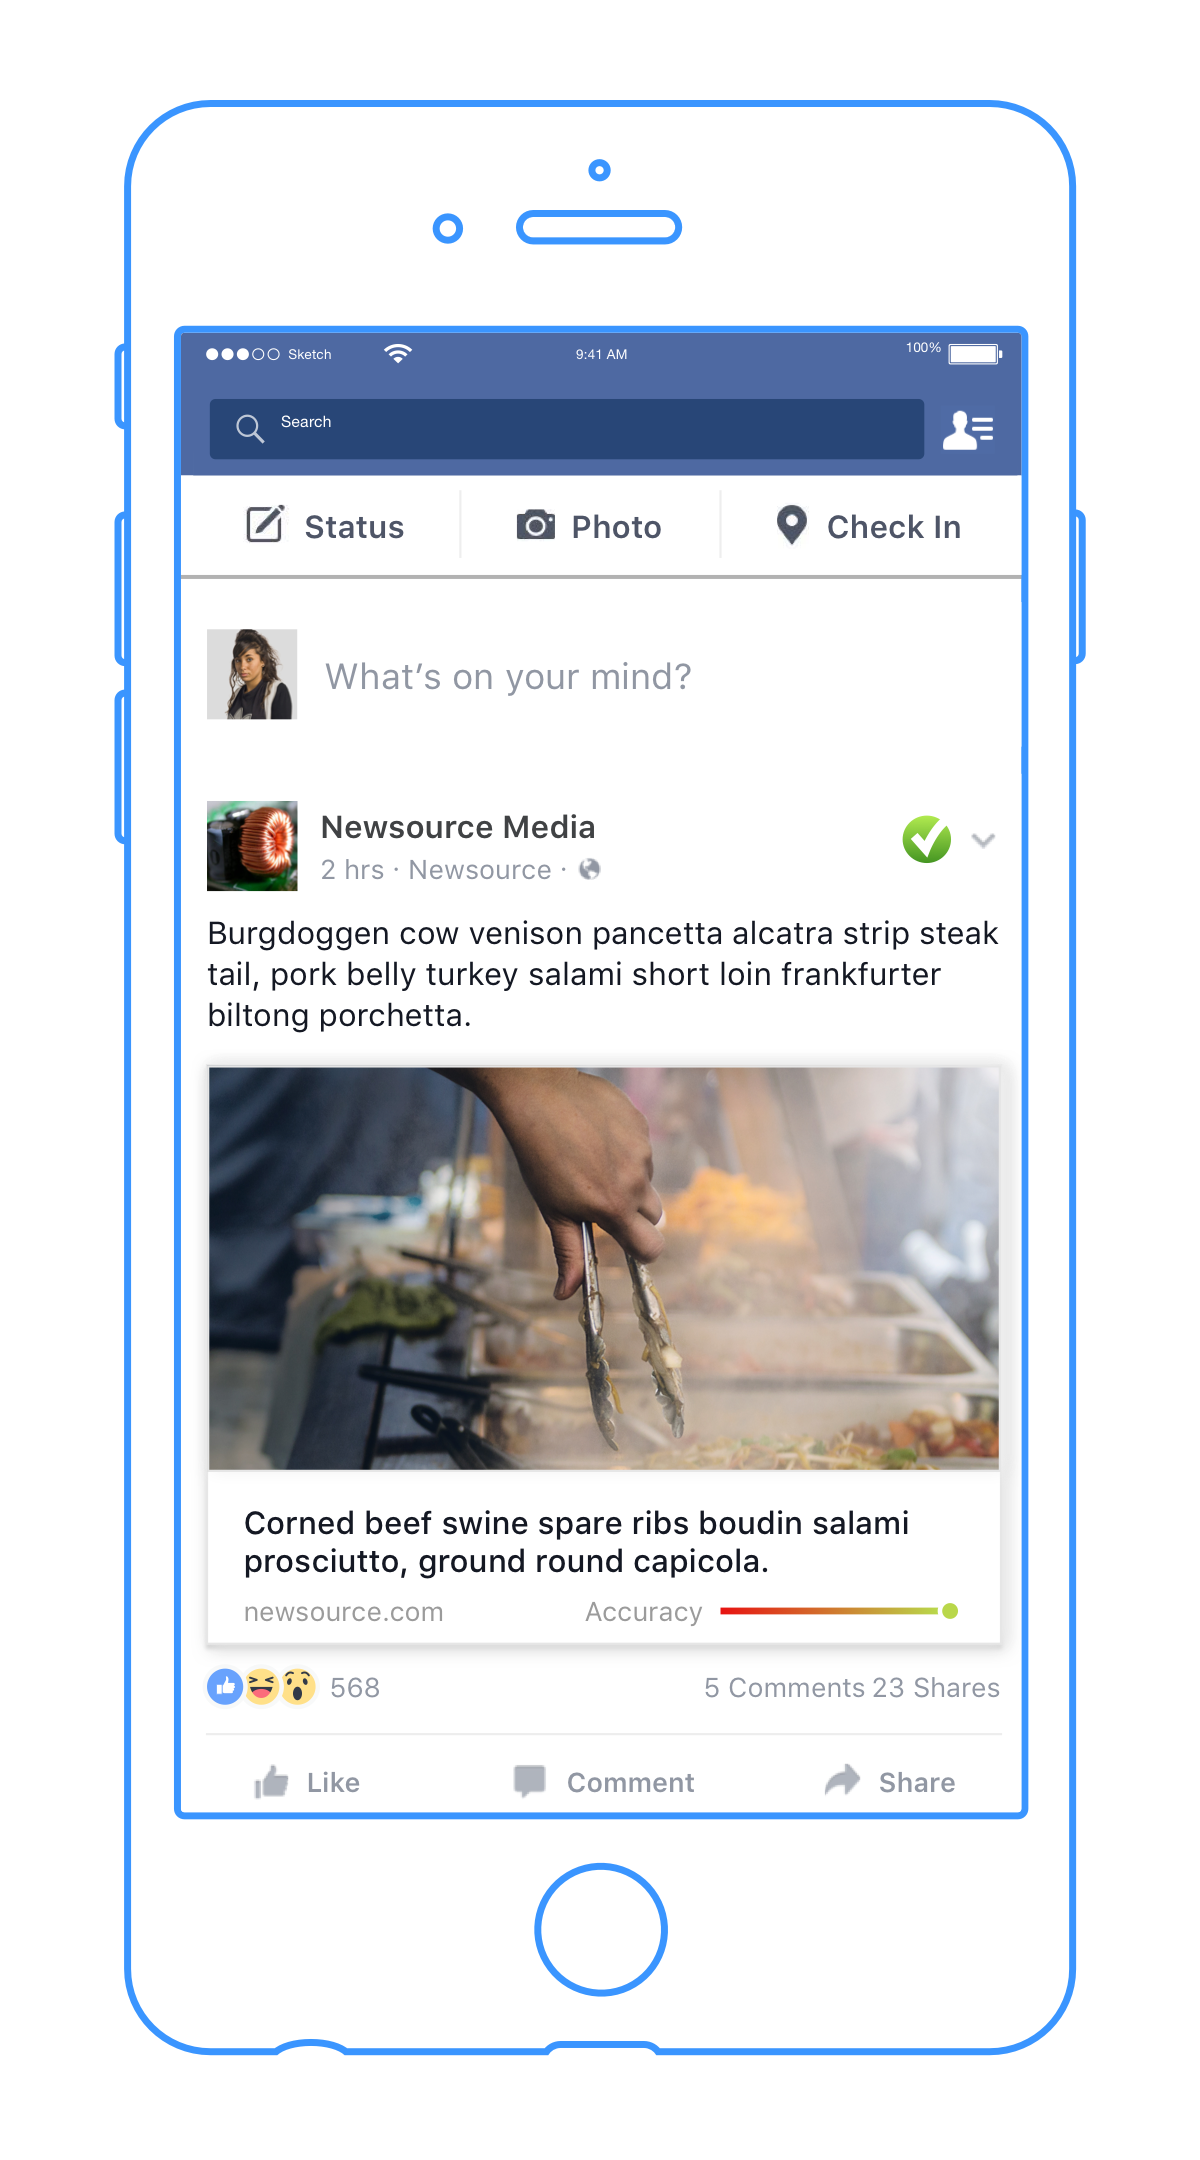 Sketch 9:41 AM 100%
Search
Status Photo Check In
What's on your mind?
Newsource Media
2 hrs · Newsource ·
Burgdoggen cow venison pancetta alcatra strip steak
tail, pork belly turkey salami short loin frankfurter
biltong porchetta.
Corned beef swine spare ribs boudin salami
prosciutto, ground round capicola.
newsource.com Accuracy
568 5 Comments 23 Shares
Like Comment Share